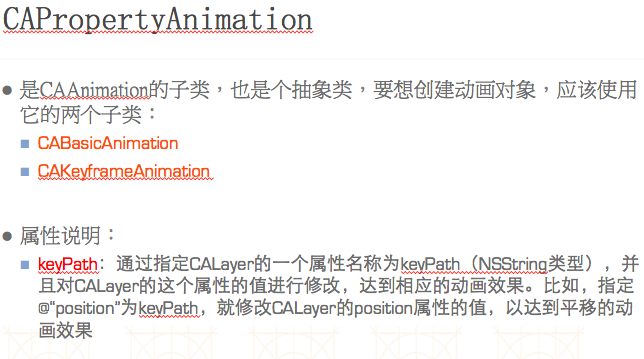 CAPropertyAnimation
是CAAnimation的子类，也是个抽象类，要想创建动画对象，应该使用
它的两个子类：
CABasicAnimation
CAKeyframeAnimation
属性说明：
keyPath：通过指定CALayer的一个属性名称为keyPath（NSString类型），并
且对CALayer的这个属性的值进行修改，达到相应的动画效果。比如，指定
@“position”为keyPath，就修改CALayer的position属性的值，以达到平移的动
画效果